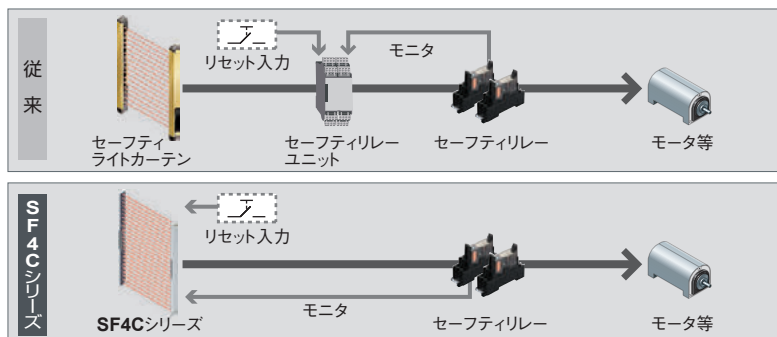 従来
リセット入力
モニタ
セーフティ
ライトカーテン
セーフティリレー
ユニット
セーフティリレー
モータ等
SF4Cシリーズ
リセット入力
モニタ
SF4Cシリーズ
セーフティリレー
モータ等